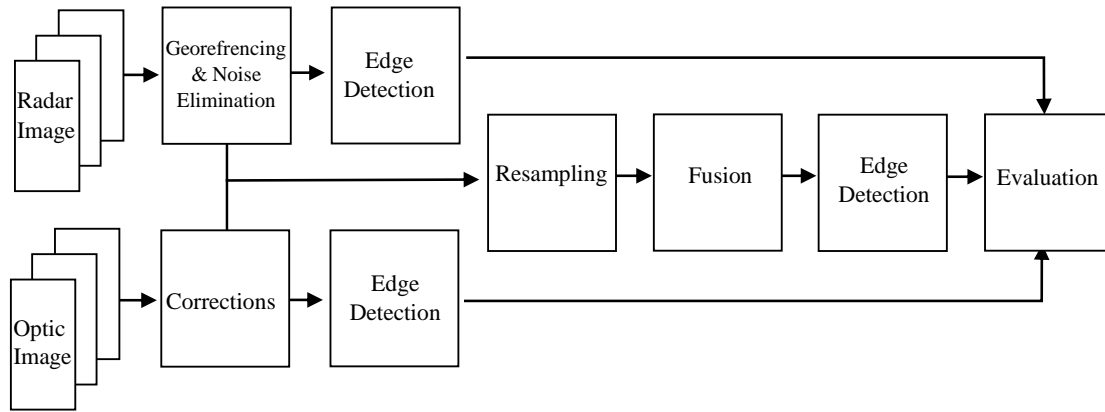 Radar
Image
Georefrencing
& Noise
Elimination
Edge
Detection
Resampling
Fusion
Edge
Detection
Evaluation
Optic
Image
Corrections
Edge
Detection